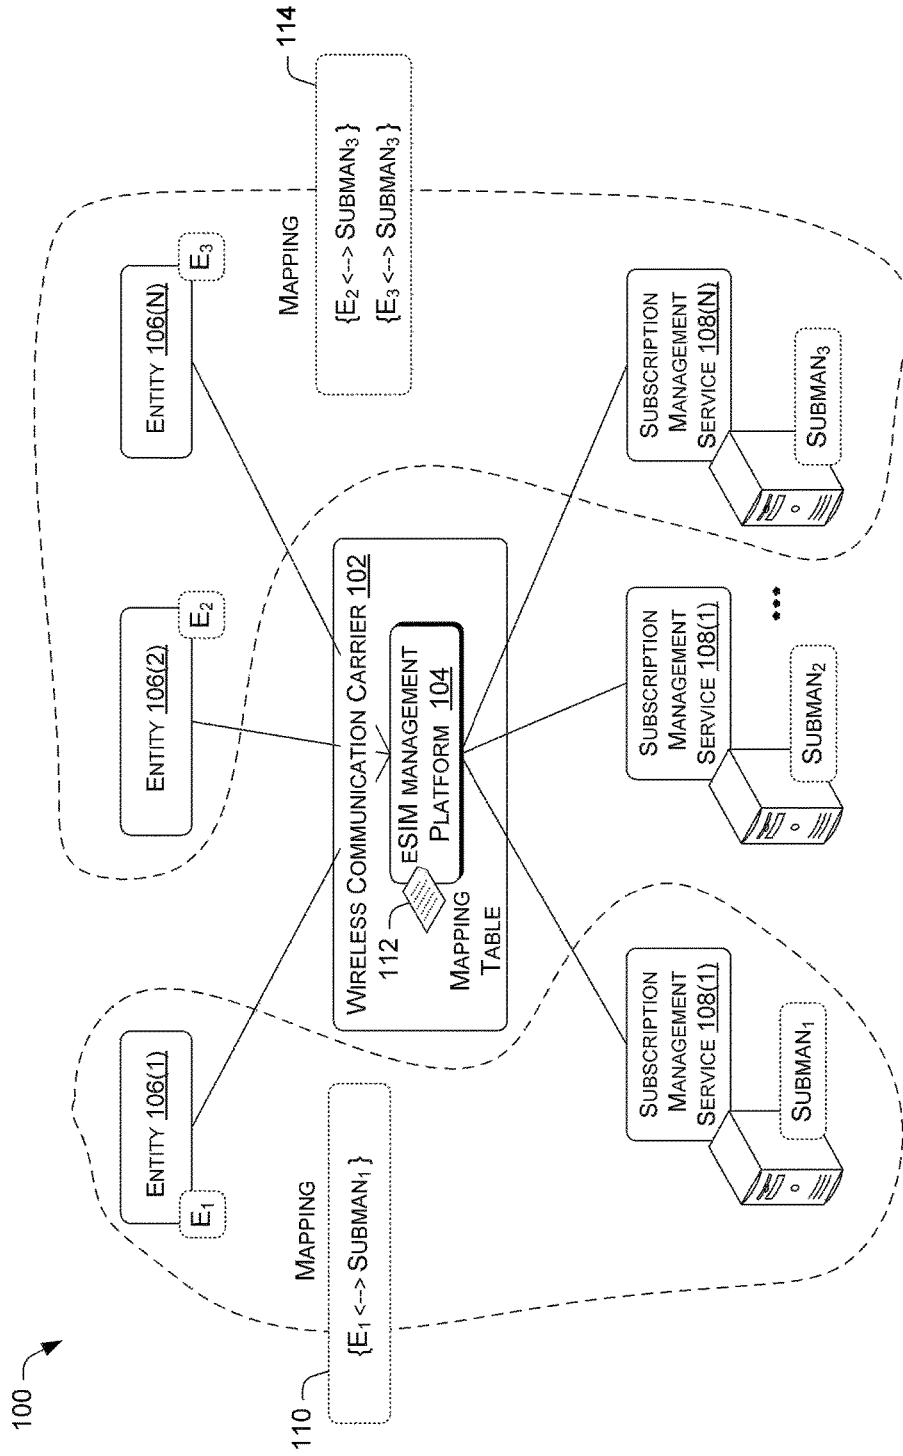 100
ENTITY 106(1)
E1
ENTITY 106(2)
E2
ENTITY 106(N)
E3
MAPPING
{E1 <--> SUBMAN1 }
110
WIRELESS COMMUNICATION CARRIER 102
112
ESIM MANAGEMENT
PLATFORM 104
MAPPING
TABLE
MAPPING
{E2 <--> SUBMAN3 }
{E3 <--> SUBMAN3 }
114
SUBSCRIPTION
MANAGEMENT
SERVICE 108(1)
SUBMAN1
SUBSCRIPTION
MANAGEMENT
SERVICE 108(1)
SUBMAN2
•••
SUBSCRIPTION
MANAGEMENT
SERVICE 108(N)
SUBMAN3